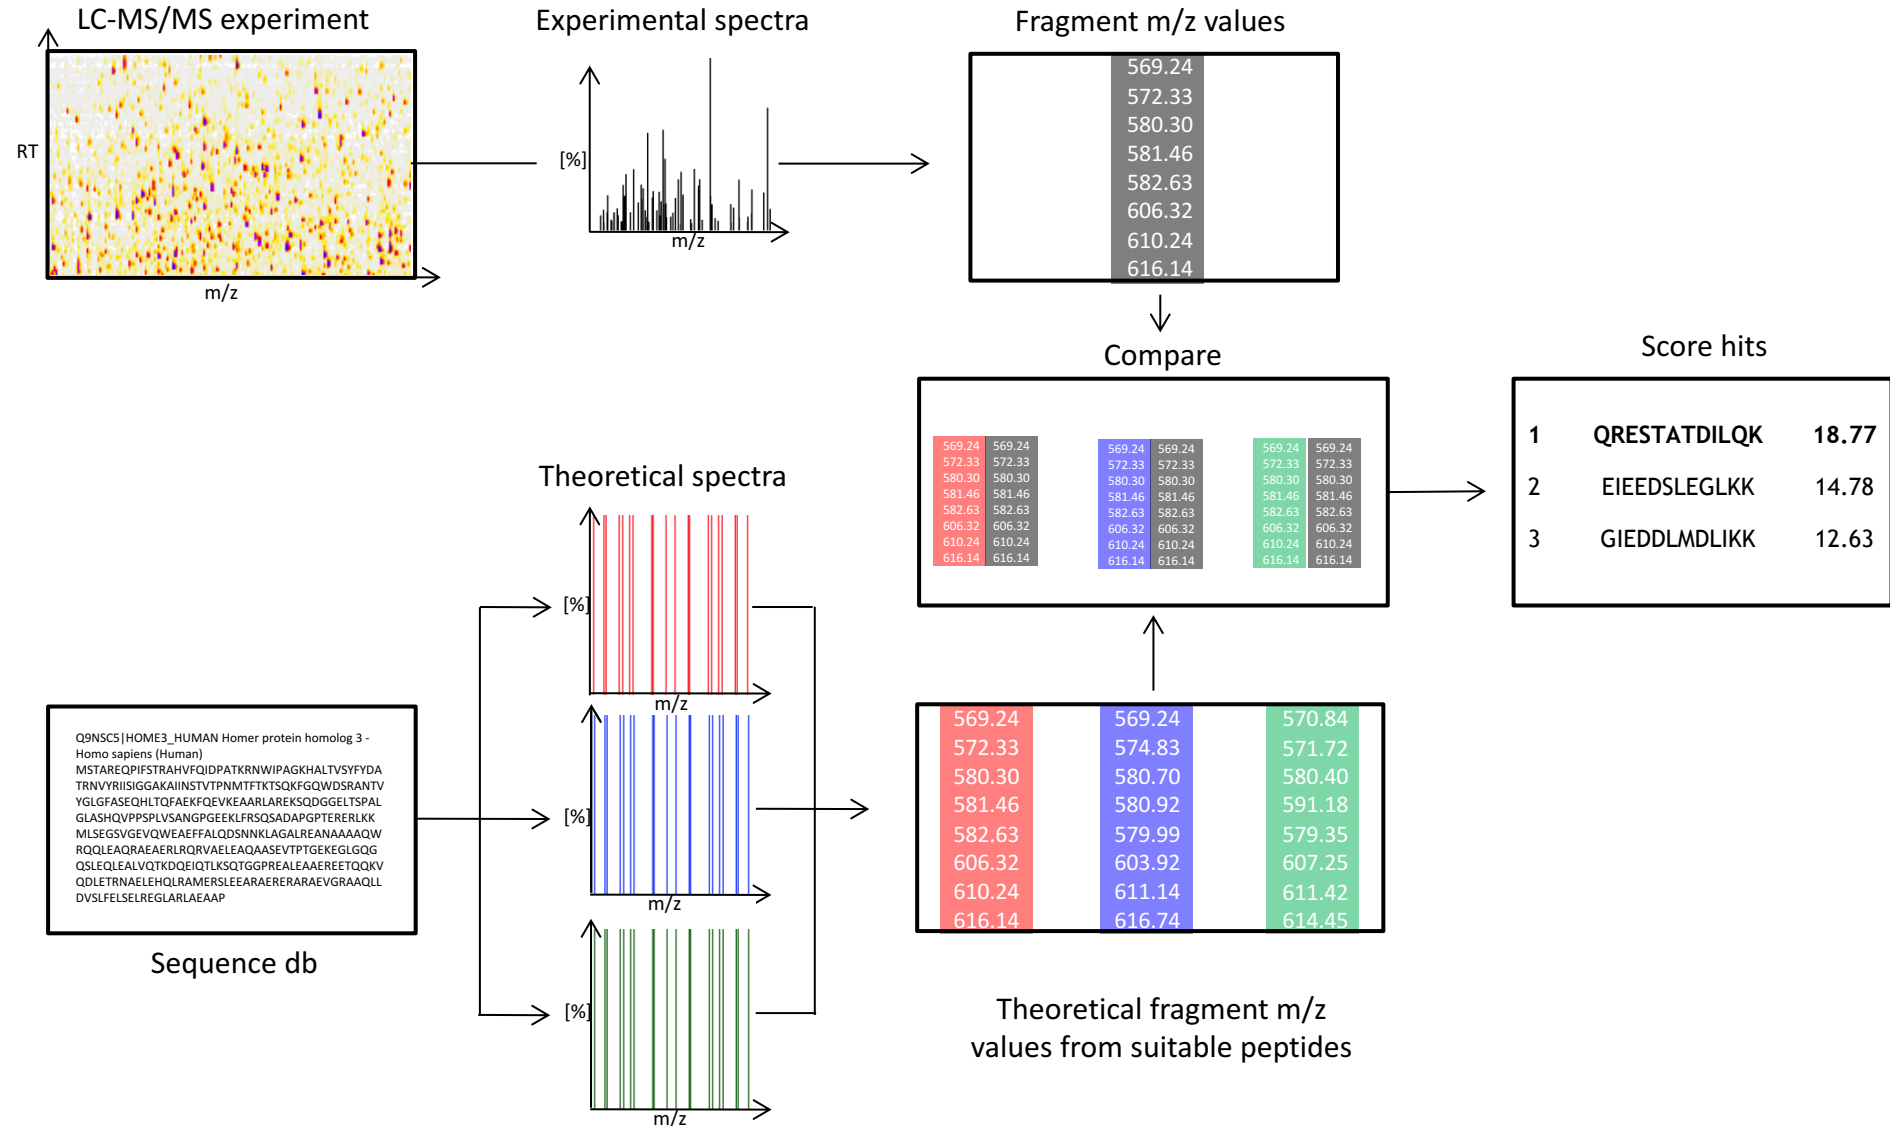 LC-MS/MS experiment
Experimental spectra
Fragment m/z values
RT
m/z
[%]
m/z
569.24
572.33
580.30
581.46
582.63
606.32
610.24
616.14
Compare
569.24 569.24
572.33 572.33
580.30 580.30
581.46 581.46
582.63 582.63
606.32 606.32
610.24 610.24
616.14 616.14
569.24 569.24
572.33 572.33
580.30 580.30
581.46 581.46
582.63 582.63
606.32 606.32
610.24 610.24
616.14 616.14
569.24 569.24
572.33 572.33
580.30 580.30
581.46 581.46
582.63 582.63
606.32 606.32
610.24 610.24
616.14 616.14
Score hits
1 QRESTATDILQK 18.77
2 EIEEDSLEGLKK 14.78
3 GIEDDLMDLIKK 12.63
Theoretical spectra
[%]
m/z
[%]
m/z
[%]
m/z
Q9NSC5|HOME3_HUMAN Homer protein homolog 3 -
Homo sapiens (Human)
MSTAREQPIFSTRAHVFQIDPATKRNWIPAGKHALTVSYFYDA
TRNVYRIISIGGAKAIINSTVTPNMTFTKTSQKFGQWDSRANTV
YGLGFASEQHLTQFAEKFQEVKEAARLAREKSQDGGELTSPAL
GLASHQVPPSPLVSANGPGEEKLFRSQSADAPGPTERERLKK
MLSEGSVGEVQWEAEFFALQDSNNKLAGALREANAAAAQW
RQQLEAQRAEAERLRQRVAELEAQAASEVTPTGEKEGLGQG
QSLEQLEALVQTKDQEIQTLKSQTGGPREALEAAEREETQQKV
QDLETRNAELEHQLRAMERSLEEARAERERARAEVGRAAQLL
DVSLFELSELREGLARLAEAAP
Sequence db
569.24 569.24 570.84
572.33 574.83 571.72
580.30 580.70 580.40
581.46 580.92 591.18
582.63 579.99 579.35
606.32 603.92 607.25
610.24 611.14 611.42
616.14 616.74 614.45
Theoretical fragment m/z
values from suitable peptides